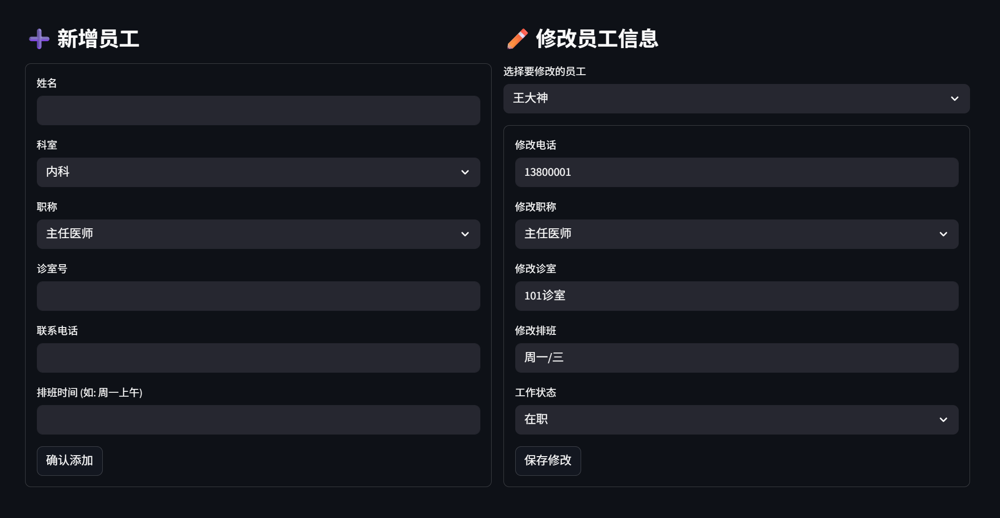 新增员工
姓名
科室
内科
职称
主任医师
诊室号
联系电话
排班时间 (如: 周一上午)
确认添加
修改员工信息
选择要修改的员工
王大神
修改电话
13800001
修改职称
主任医师
修改诊室
101诊室
修改排班
周一/三
工作状态
在职
保存修改